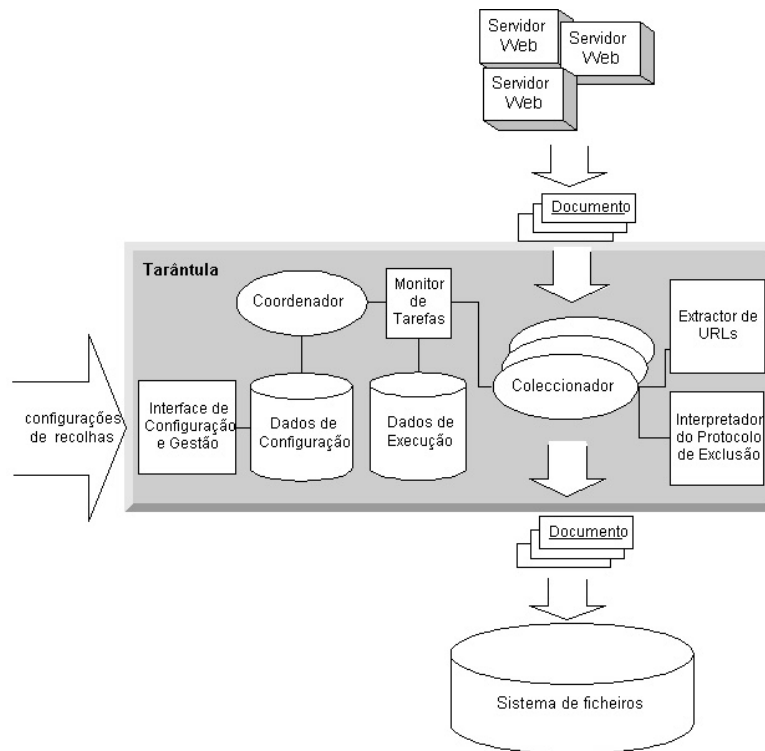 Servidor
Web
Servidor
Web
Servidor
Web
Documento
Tarântula
Coordenador
Monitor
de
Tarefas
Extractor de
URLs
Coleccionador
configurações
de recolhas
Interface de
Configuração
e Gestão
Dados de
Configuração
Dados de
Execução
Interpretador
do Protocolo
de Exclusão
Documento
Sistema de ficheiros